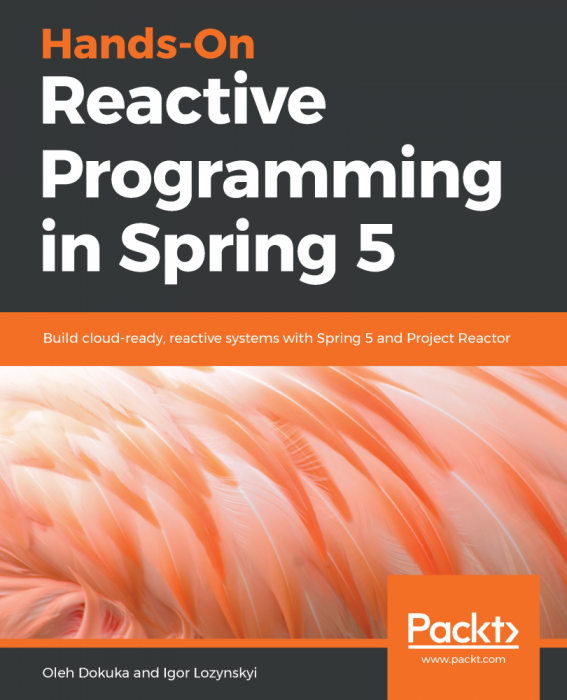 Hands-On
Reactive
Programming
in Spring 5
Build cloud-ready, reactive systems with Spring 5 and Project Reactor
Packt>
www.packt.com
Oleh Dokuka and Igor Lozynskyi